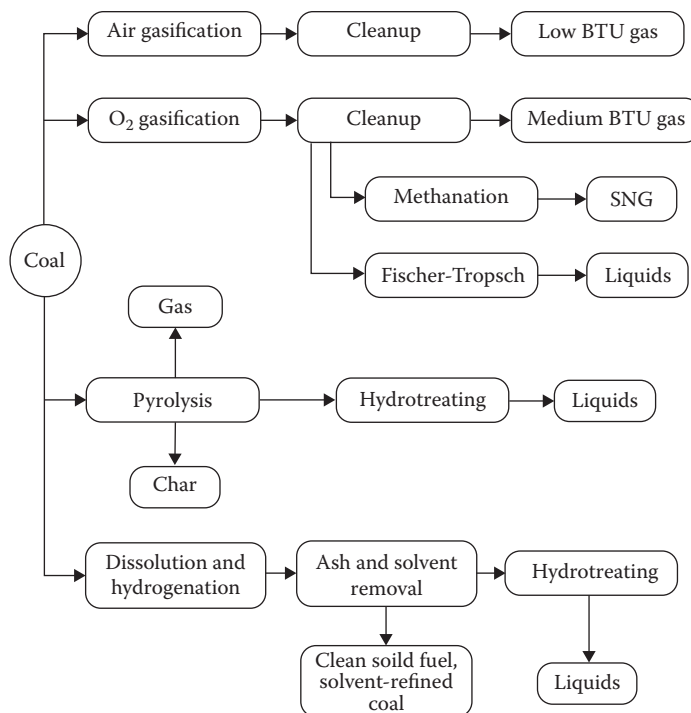 Air gasification
Cleanup
Low BTU gas
O₂ gasification
Cleanup
Medium BTU gas
Methanation
SNG
Coal
Fischer-Tropsch
Liquids
Gas
Pyrolysis
Hydrotreating
Liquids
Char
Dissolution and
hydrogenation
Ash and solvent
removal
Hydrotreating
Clean soild fuel,
solvent-refined
coal
Liquids